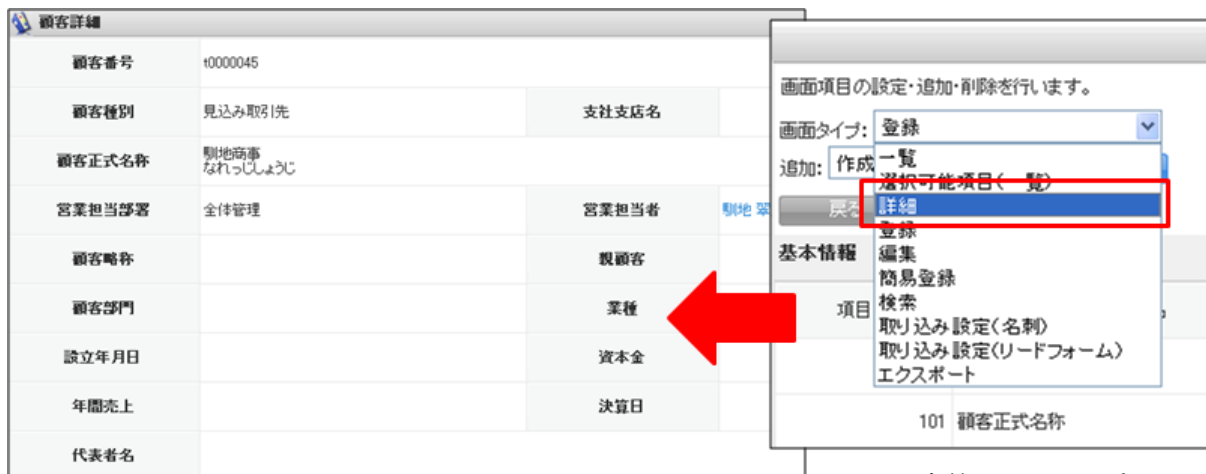 顧客詳細
顧客番号 t0000045
顧客種別 見込み取引先 支社支店名
顧客正式名称 馴地商事
なれっじしょうじ
営業担当部署 全体管理 営業担当者 馴地 翠
顧客略称 親顧客
顧客部門 業種
設立年月日 資本金
年間売上 決算日
代表者名
画面項目の設定・追加・削除を行います。
画面タイプ: 登録
追加: 作成
一覧
選択可能項目(一覧)
戻る
詳細
登録
編集
簡易登録
検索
取り込み設定(名刺)
取り込み設定(リードフォーム)
エクスポート
基本情報
項目
101 顧客正式名称